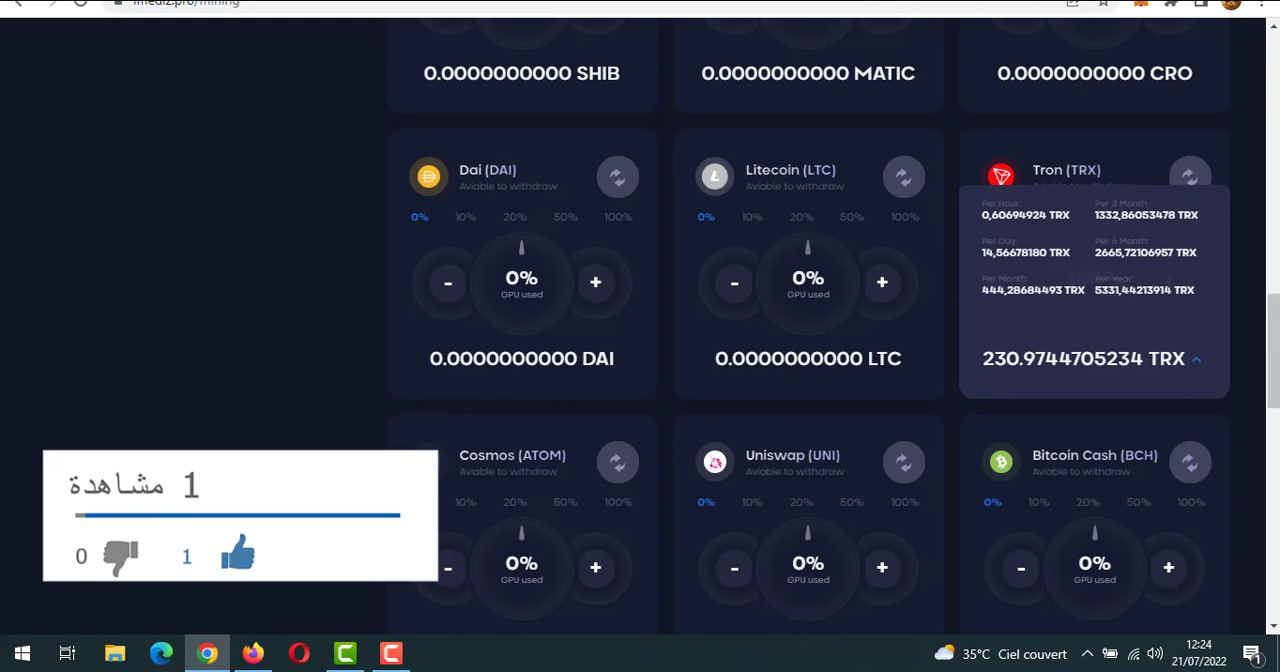 0.0000000000 SHIB
0.0000000000 MATIC
0.0000000000 CRO
Dai (DAI)
Aviable to withdraw
0% 10% 20% 50% 100%
-
0%
GPU used
+
0.0000000000 DAI
Litecoin (LTC)
Aviable to withdraw
0% 10% 20% 50% 100%
-
0%
GPU used
+
0.0000000000 LTC
Tron (TRX)
Per Hour:
0,60694924 TRX
Per 3 Month
1332,86053478 TRX
Per Day:
14,56678180 TRX
Per 6 Month:
2665,72106957 TRX
Per Month:
444,28684493 TRX
Per Year:
5331,44213914 TRX
230.9744705234 TRX
Cosmos (ATOM)
Aviable to withdraw
10% 20% 50% 100%
-
0%
GPU used
+
Uniswap (UNI)
Aviable to withdraw
0% 10% 20% 50% 100%
-
0%
GPU used
+
Bitcoin Cash (BCH)
Aviable to withdraw
0% 10% 20% 50% 100%
-
0%
GPU used
+
1 مشاهدة
0 1
35°C Ciel couvert
12:24
21/07/2022
1